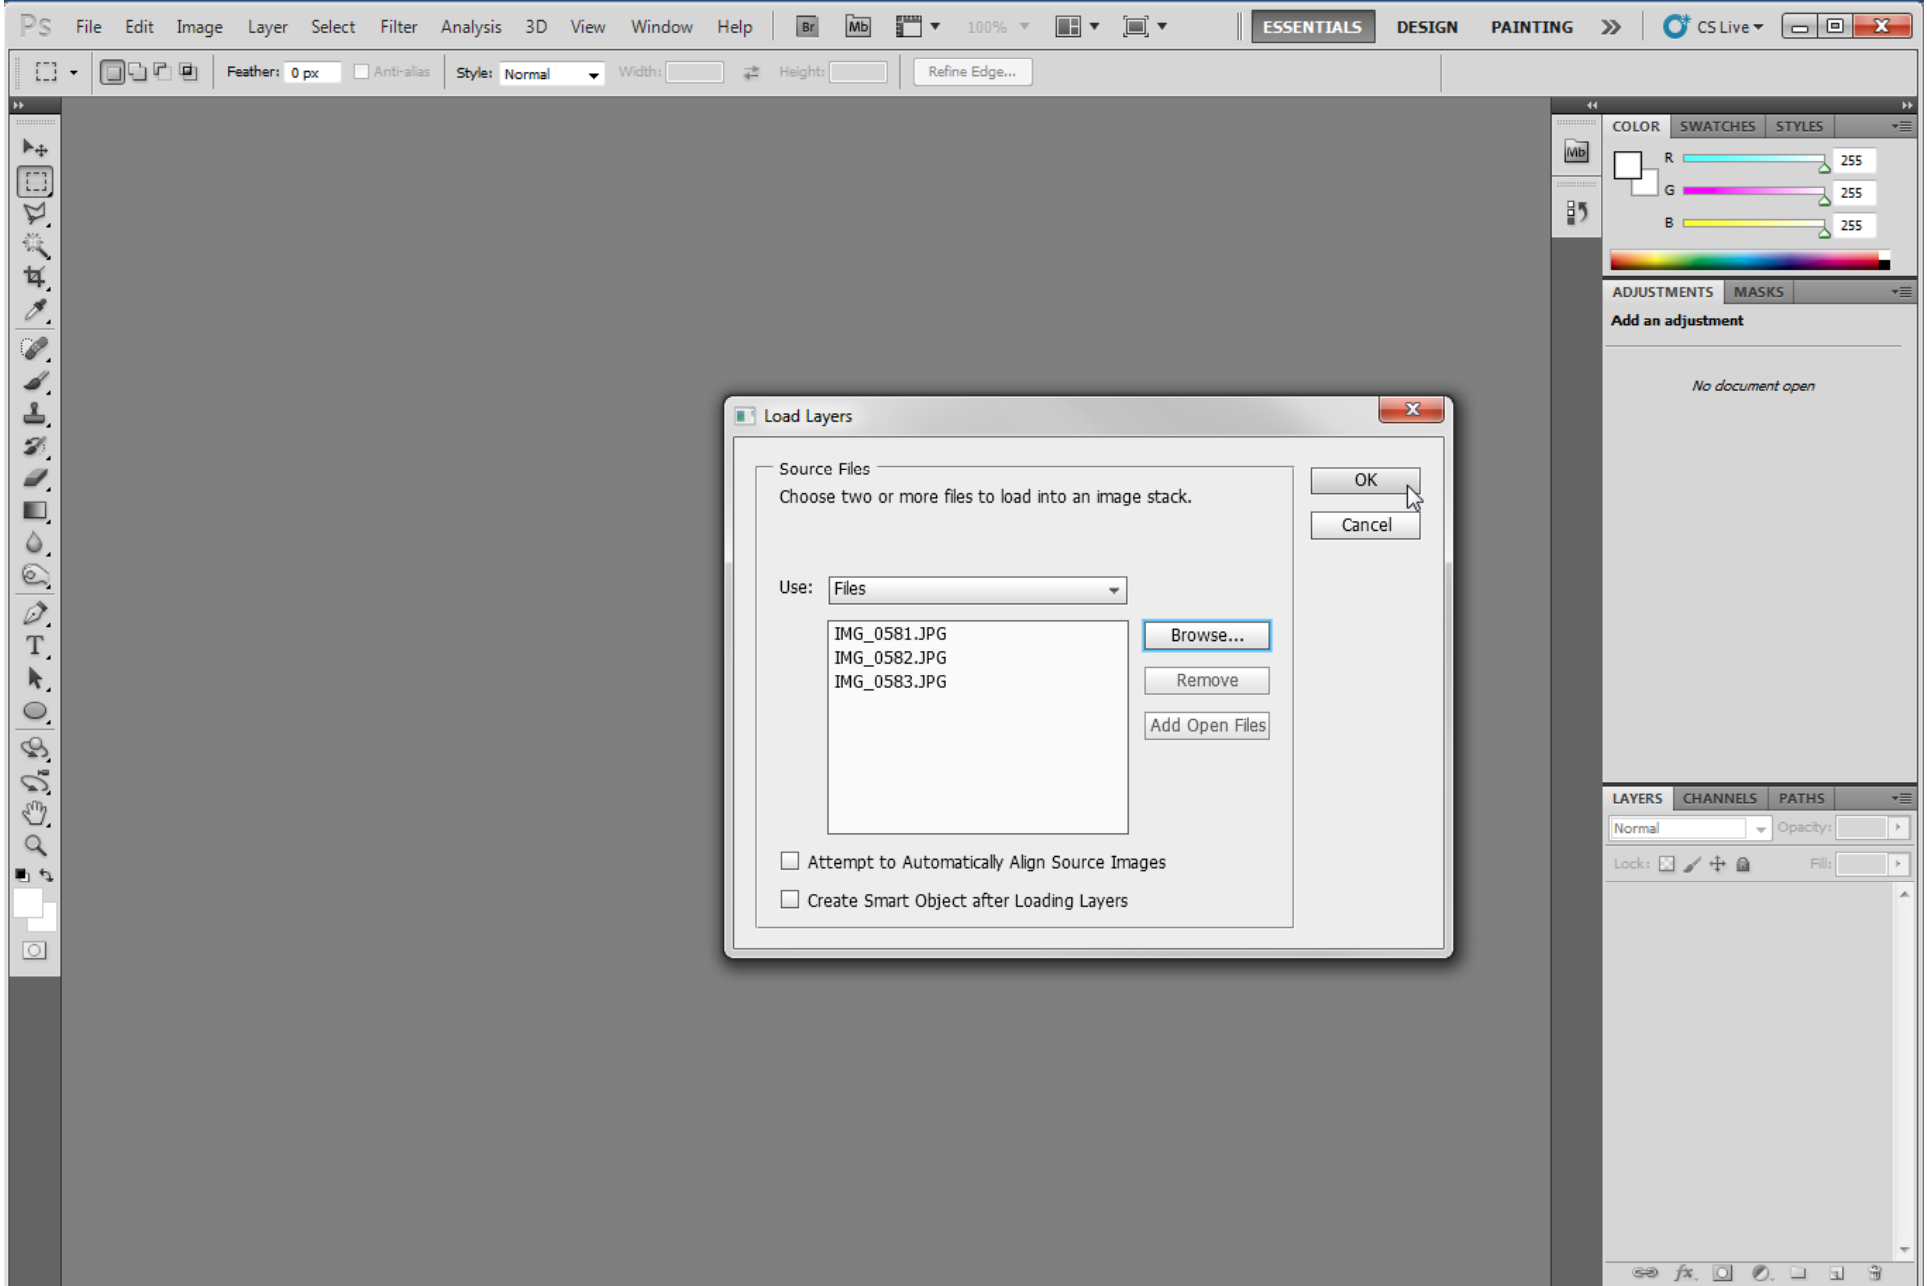 Ps File Edit Image Layer Select Filter Analysis 3D View Window Help Br Mb 100% ESSENTIALS DESIGN PAINTING CS Live
Feather: 0 px Anti-alias Style: Normal Width: Height: Refine Edge...
COLOR SWATCHES STYLES
Mb
R 255
G 255
B 255
ADJUSTMENTS MASKS
Add an adjustment
No document open
Load Layers
Source Files
Choose two or more files to load into an image stack.
OK
Cancel
Use: Files
IMG_0581.JPG
IMG_0582.JPG
IMG_0583.JPG
Browse...
Remove
Add Open Files
Attempt to Automatically Align Source Images
Create Smart Object after Loading Layers
T
LAYERS CHANNELS PATHS
Normal Opacity:
Lock: Fill:
fx